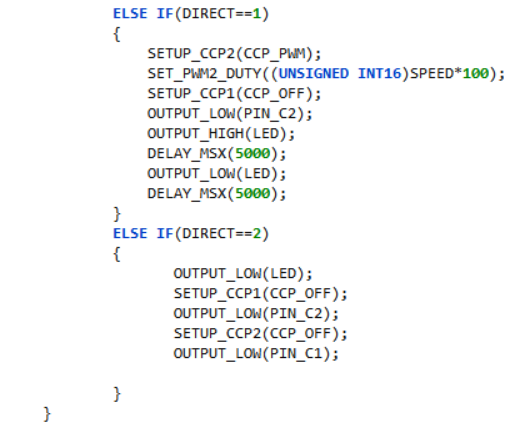 ELSE IF(DIRECT==1)
{
SETUP_CCP2(CCP_PWM);
SET_PWM2_DUTY((UNSIGNED INT16)SPEED*100);
SETUP_CCP1(CCP_OFF);
OUTPUT_LOW(PIN_C2);
OUTPUT_HIGH(LED);
DELAY_MSX(5000);
OUTPUT_LOW(LED);
DELAY_MSX(5000);
}
ELSE IF(DIRECT==2)
{
OUTPUT_LOW(LED);
SETUP_CCP1(CCP_OFF);
OUTPUT_LOW(PIN_C2);
SETUP_CCP2(CCP_OFF);
OUTPUT_LOW(PIN_C1);
}
}